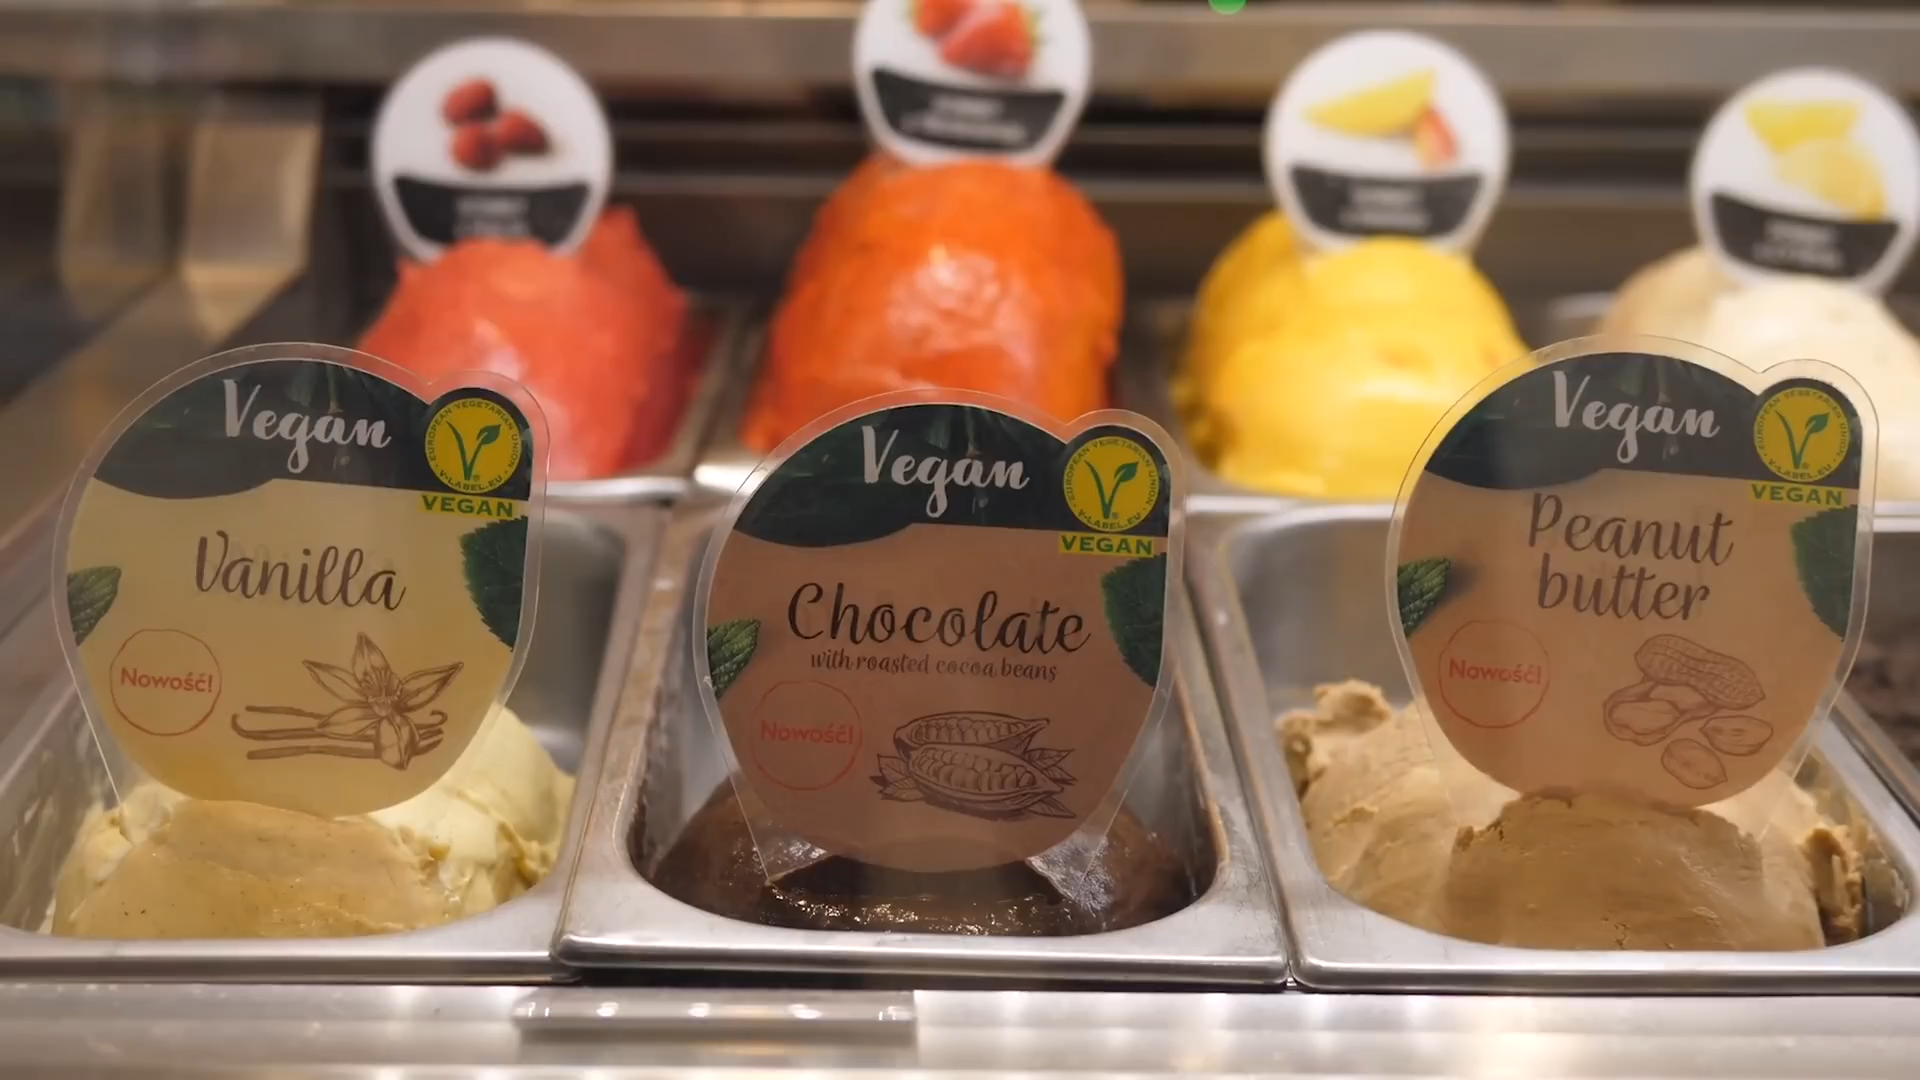 Vegan
EUROPEAN VEGETARIAN UNION
V-LABEL.EU
VEGAN
Vanilla
Nowość!
Vegan
EUROPEAN VEGETARIAN UNION
V-LABEL.EU
VEGAN
Chocolate
with roasted cocoa beans
Nowość!
Vegan
EUROPEAN VEGETARIAN UNION
V-LABEL.EU
VEGAN
Peanut
butter
Nowość!